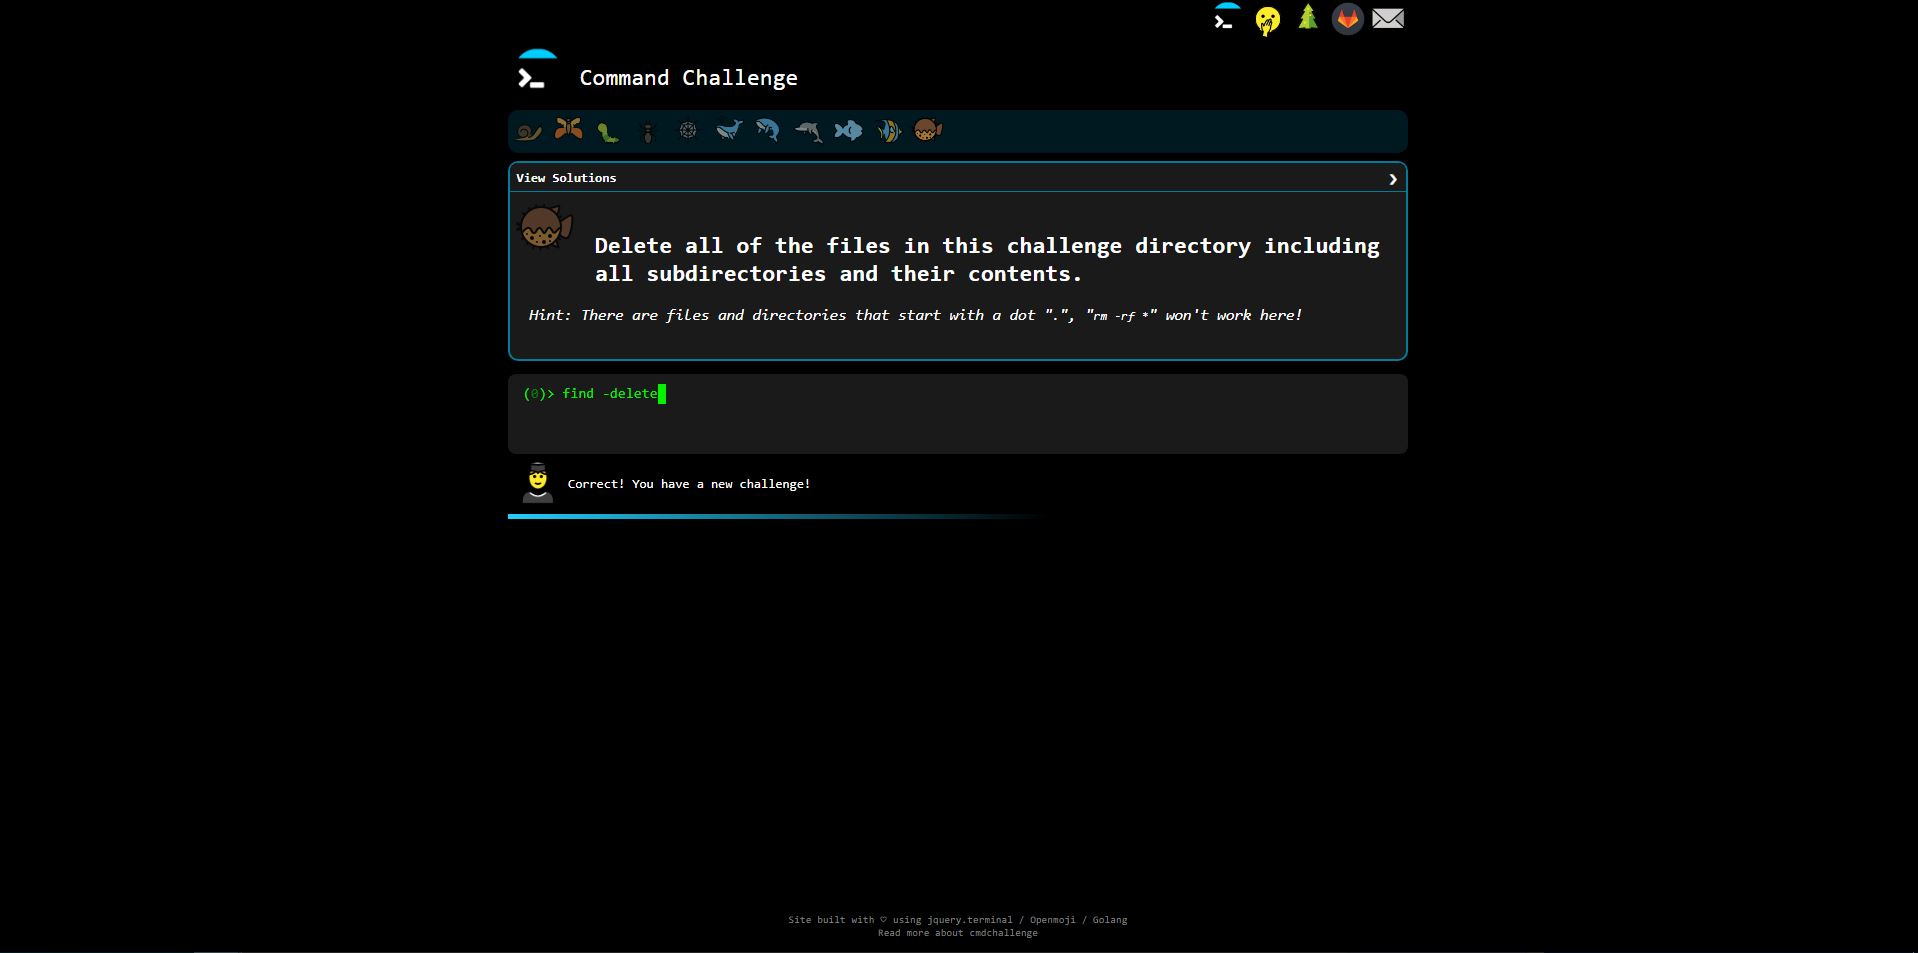 Command Challenge
View Solutions
Delete all of the files in this challenge directory including
all subdirectories and their contents.
Hint: There are files and directories that start with a dot ".", "rm -rf *" won't work here!
(0)> find -delete
Correct! You have a new challenge!
Site built with ♡ using jquery.terminal / Openmoji / Golang
Read more about cmdchallenge